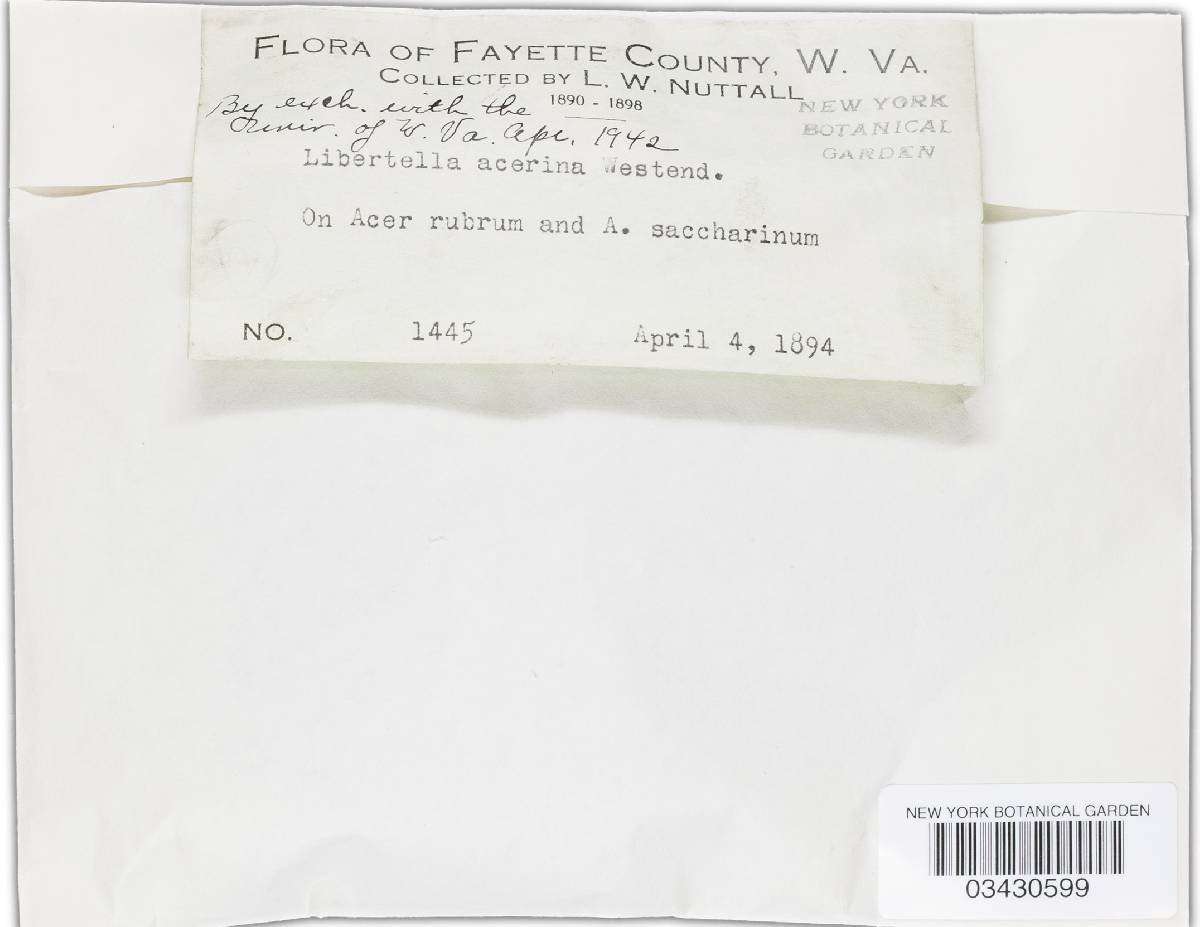 FLORA OF FAYETTE COUNTY, W. VA.
COLLECTED BY L. W. NUTTALL
1890 - 1898
By exch. with the
Univ. of W. Va. Apr. 1942
NEW YORK
BOTANICAL
GARDEN
Libertella acerina Westend.
On Acer rubrum and A. saccharinum
NO. 1445 April 4, 1894
NEW YORK BOTANICAL GARDEN
03430599